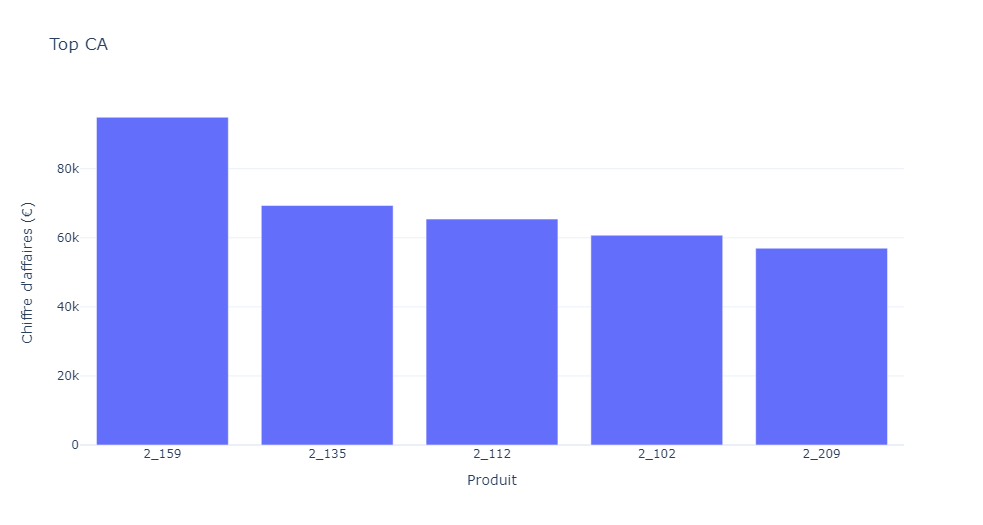 Top CA
Chiffre d'affaires (€)
80k
60k
40k
20k
0
2_159
2_135
2_112
2_102
2_209
Produit